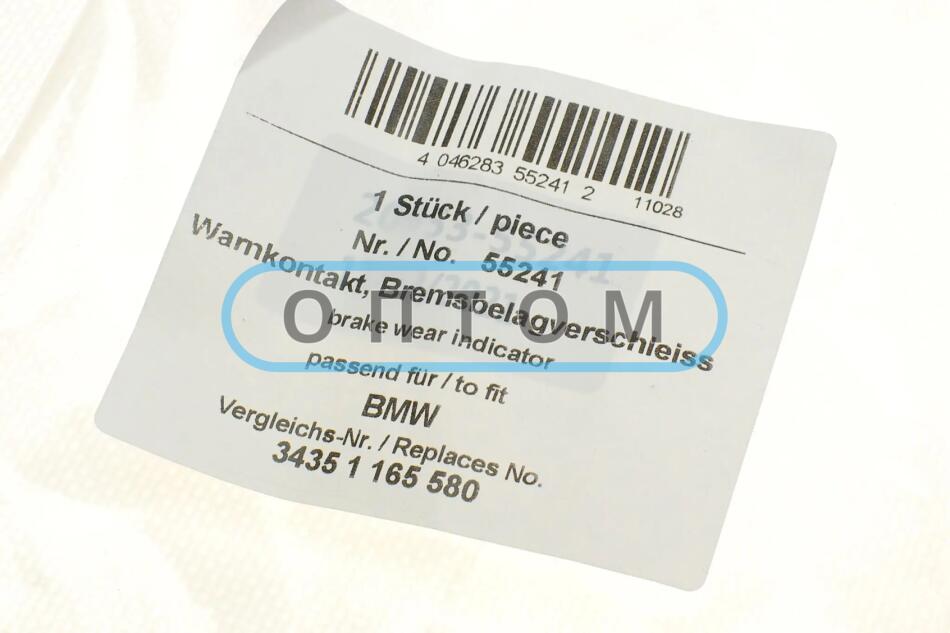 4 046283 55241 2
11028
1 Stück / piece
Nr. / No. 55241
Warnkontakt, Bremsbelagverschleiss
ОПТОМ
brake wear indicator
passend für / to fit
BMW
Vergleichs-Nr. / Replaces No.
3435 1 165 580